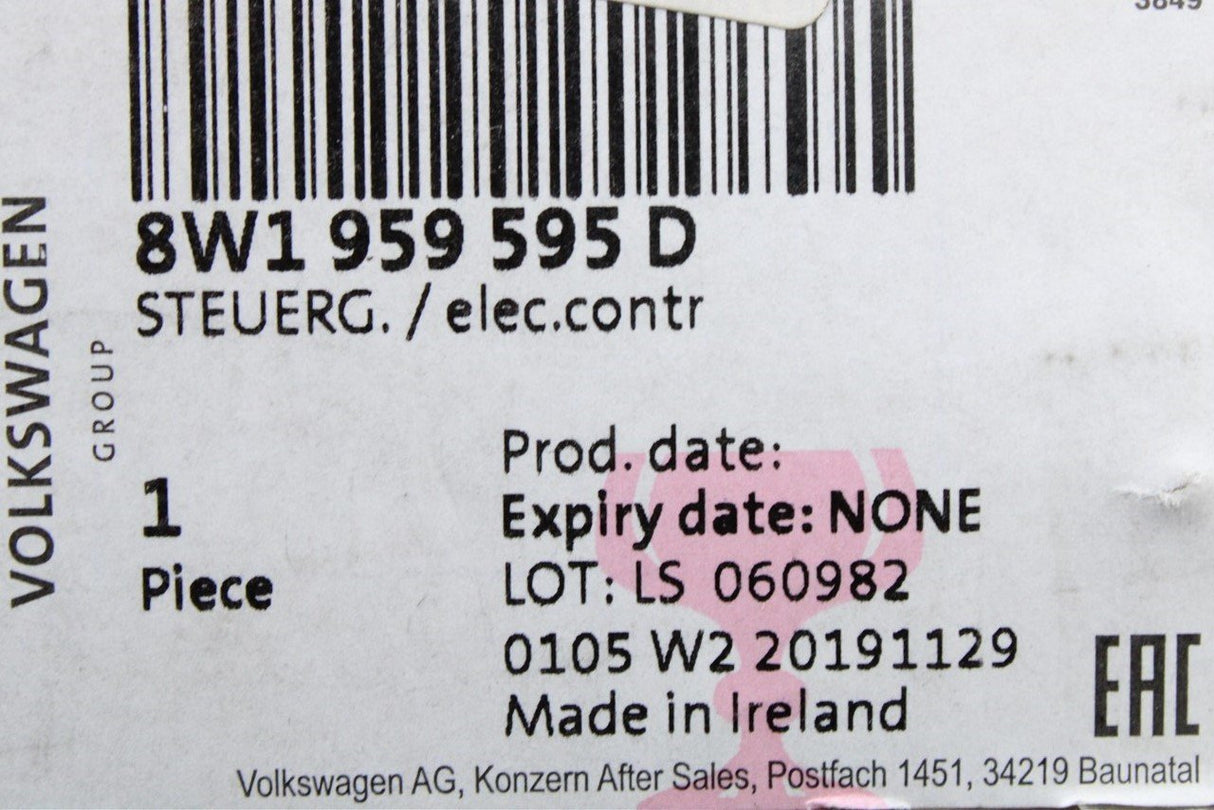 3849
8W1 959 595 D
STEUERG. / elec.contr
VOLKSWAGEN
GROUP
1
Piece
Prod. date:
Expiry date: NONE
LOT: LS 060982
0105 W2 20191129
Made in Ireland
EAC
Volkswagen AG, Konzern After Sales, Postfach 1451, 34219 Baunatal